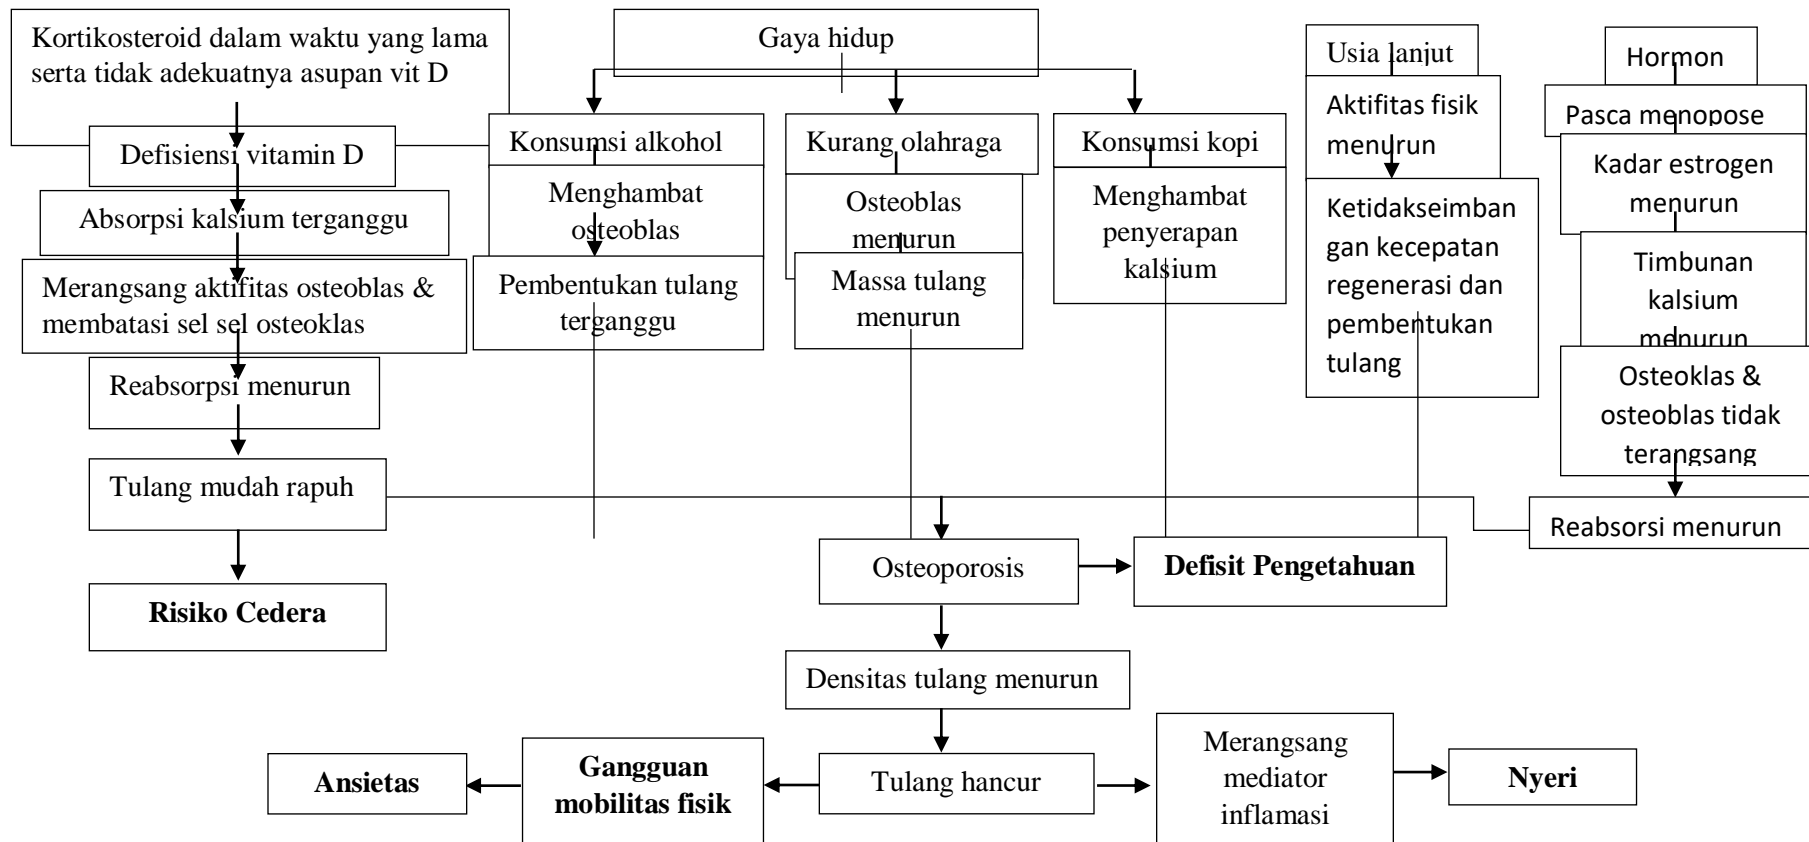 Kortikosteroid dalam waktu yang lama
serta tidak adekuatnya asupan vit D
Defisiensi vitamin D
Absorpsi kalsium terganggu
Merangsang aktifitas osteoblas &
membatasi sel sel osteoklas
Reabsorpsi menurun
Tulang mudah rapuh
Risiko Cedera
Gaya hidup
Konsumsi alkohol
Menghambat
osteoblas
Pembentukan tulang
terganggu
Kurang olahraga
Osteoblas
menurun
Massa tulang
menurun
Konsumsi kopi
Menghambat
penyerapan
kalsium
Usia lanjut
Aktifitas fisik
menurun
Ketidakseimban
gan kecepatan
regenerasi dan
pembentukan
tulang
Hormon
Pasca menopose
Kadar estrogen
menurun
Timbunan
kalsium
menurun
Osteoklas &
osteoblas tidak
terangsang
Reabsorsi menurun
Osteoporosis
Defisit Pengetahuan
Densitas tulang menurun
Tulang hancur
Gangguan
mobilitas fisik
Ansietas
Merangsang
mediator
inflamasi
Nyeri